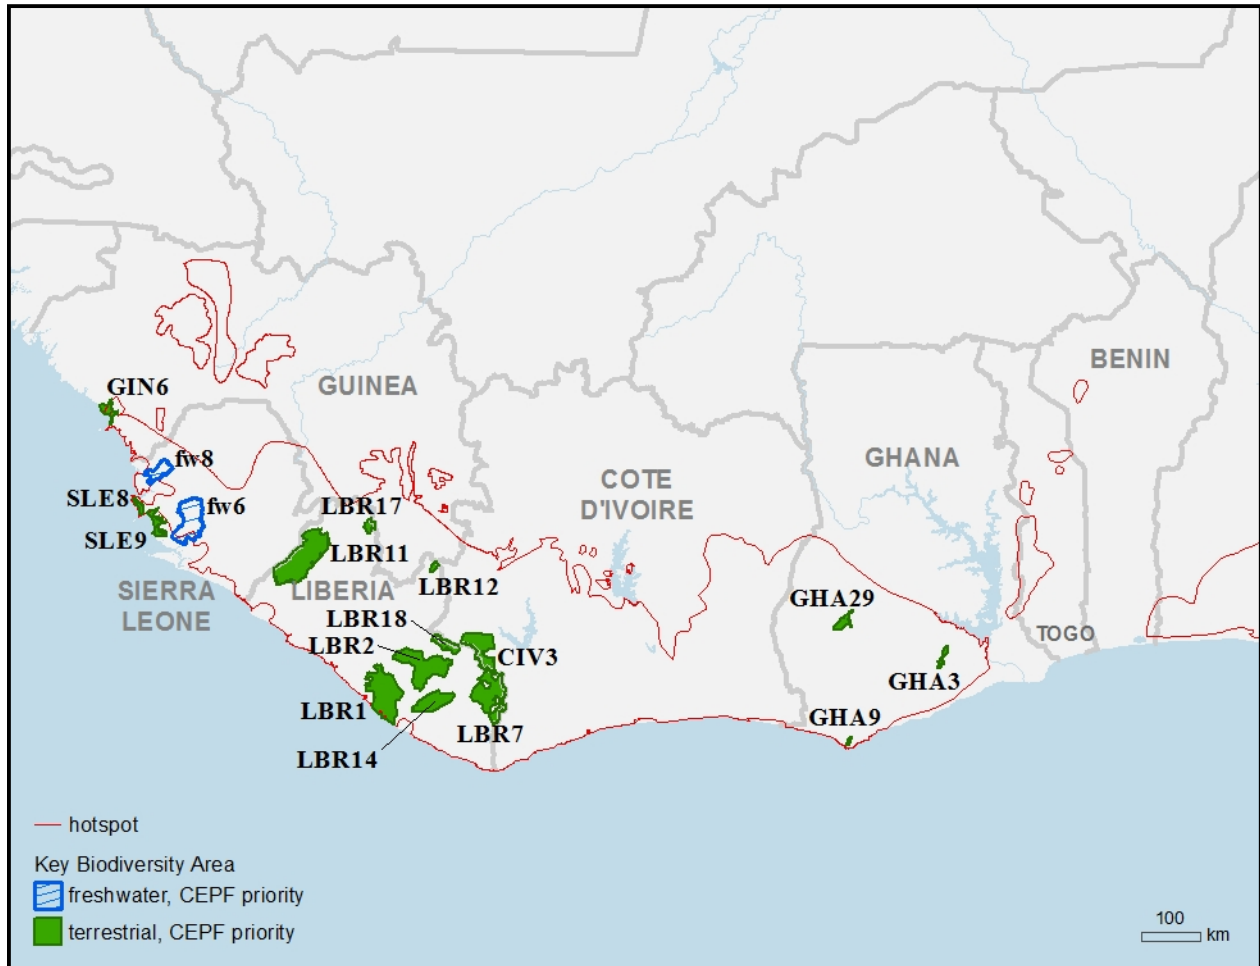 BENIN
GIN6
GUINEA
fw8
GHANA
COTE
D'IVOIRE
SLE8
fw6
LBR17
SLE9
LBR11
LBR12
SIERRA
LEONE
LIBERIA
GHA29
LBR18
TOGO
LBR2
CIV3
GHA3
LBR1
GHA9
LBR7
LBR14
hotspot
Key Biodiversity Area
freshwater, CEPF priority
terrestrial, CEPF priority
100
km